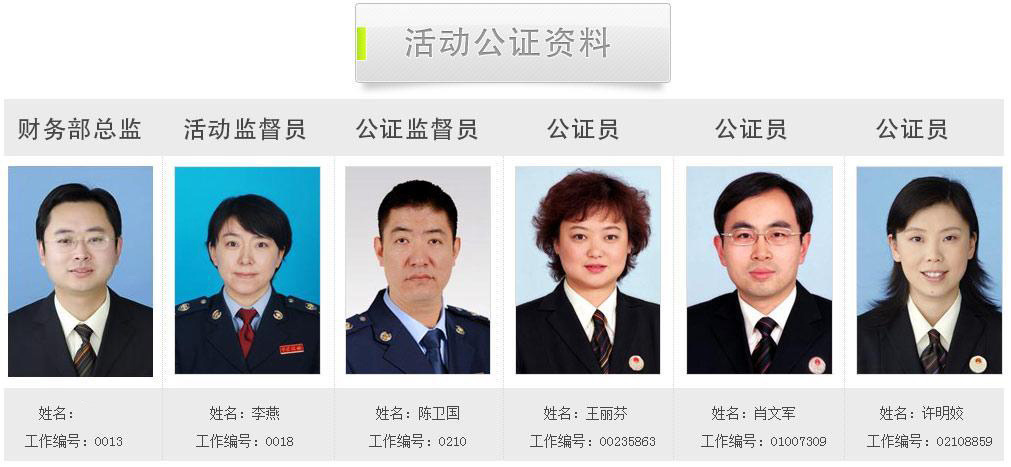 活动公证资料
财务部总监 活动监督员 公证监督员 公证员 公证员 公证员
姓名： 姓名：李燕 姓名：陈卫国 姓名：王丽芬 姓名：肖文军 姓名：许明姣
工作编号：0013 工作编号：0018 工作编号：0210 工作编号：00235863 工作编号：01007309 工作编号：02108859